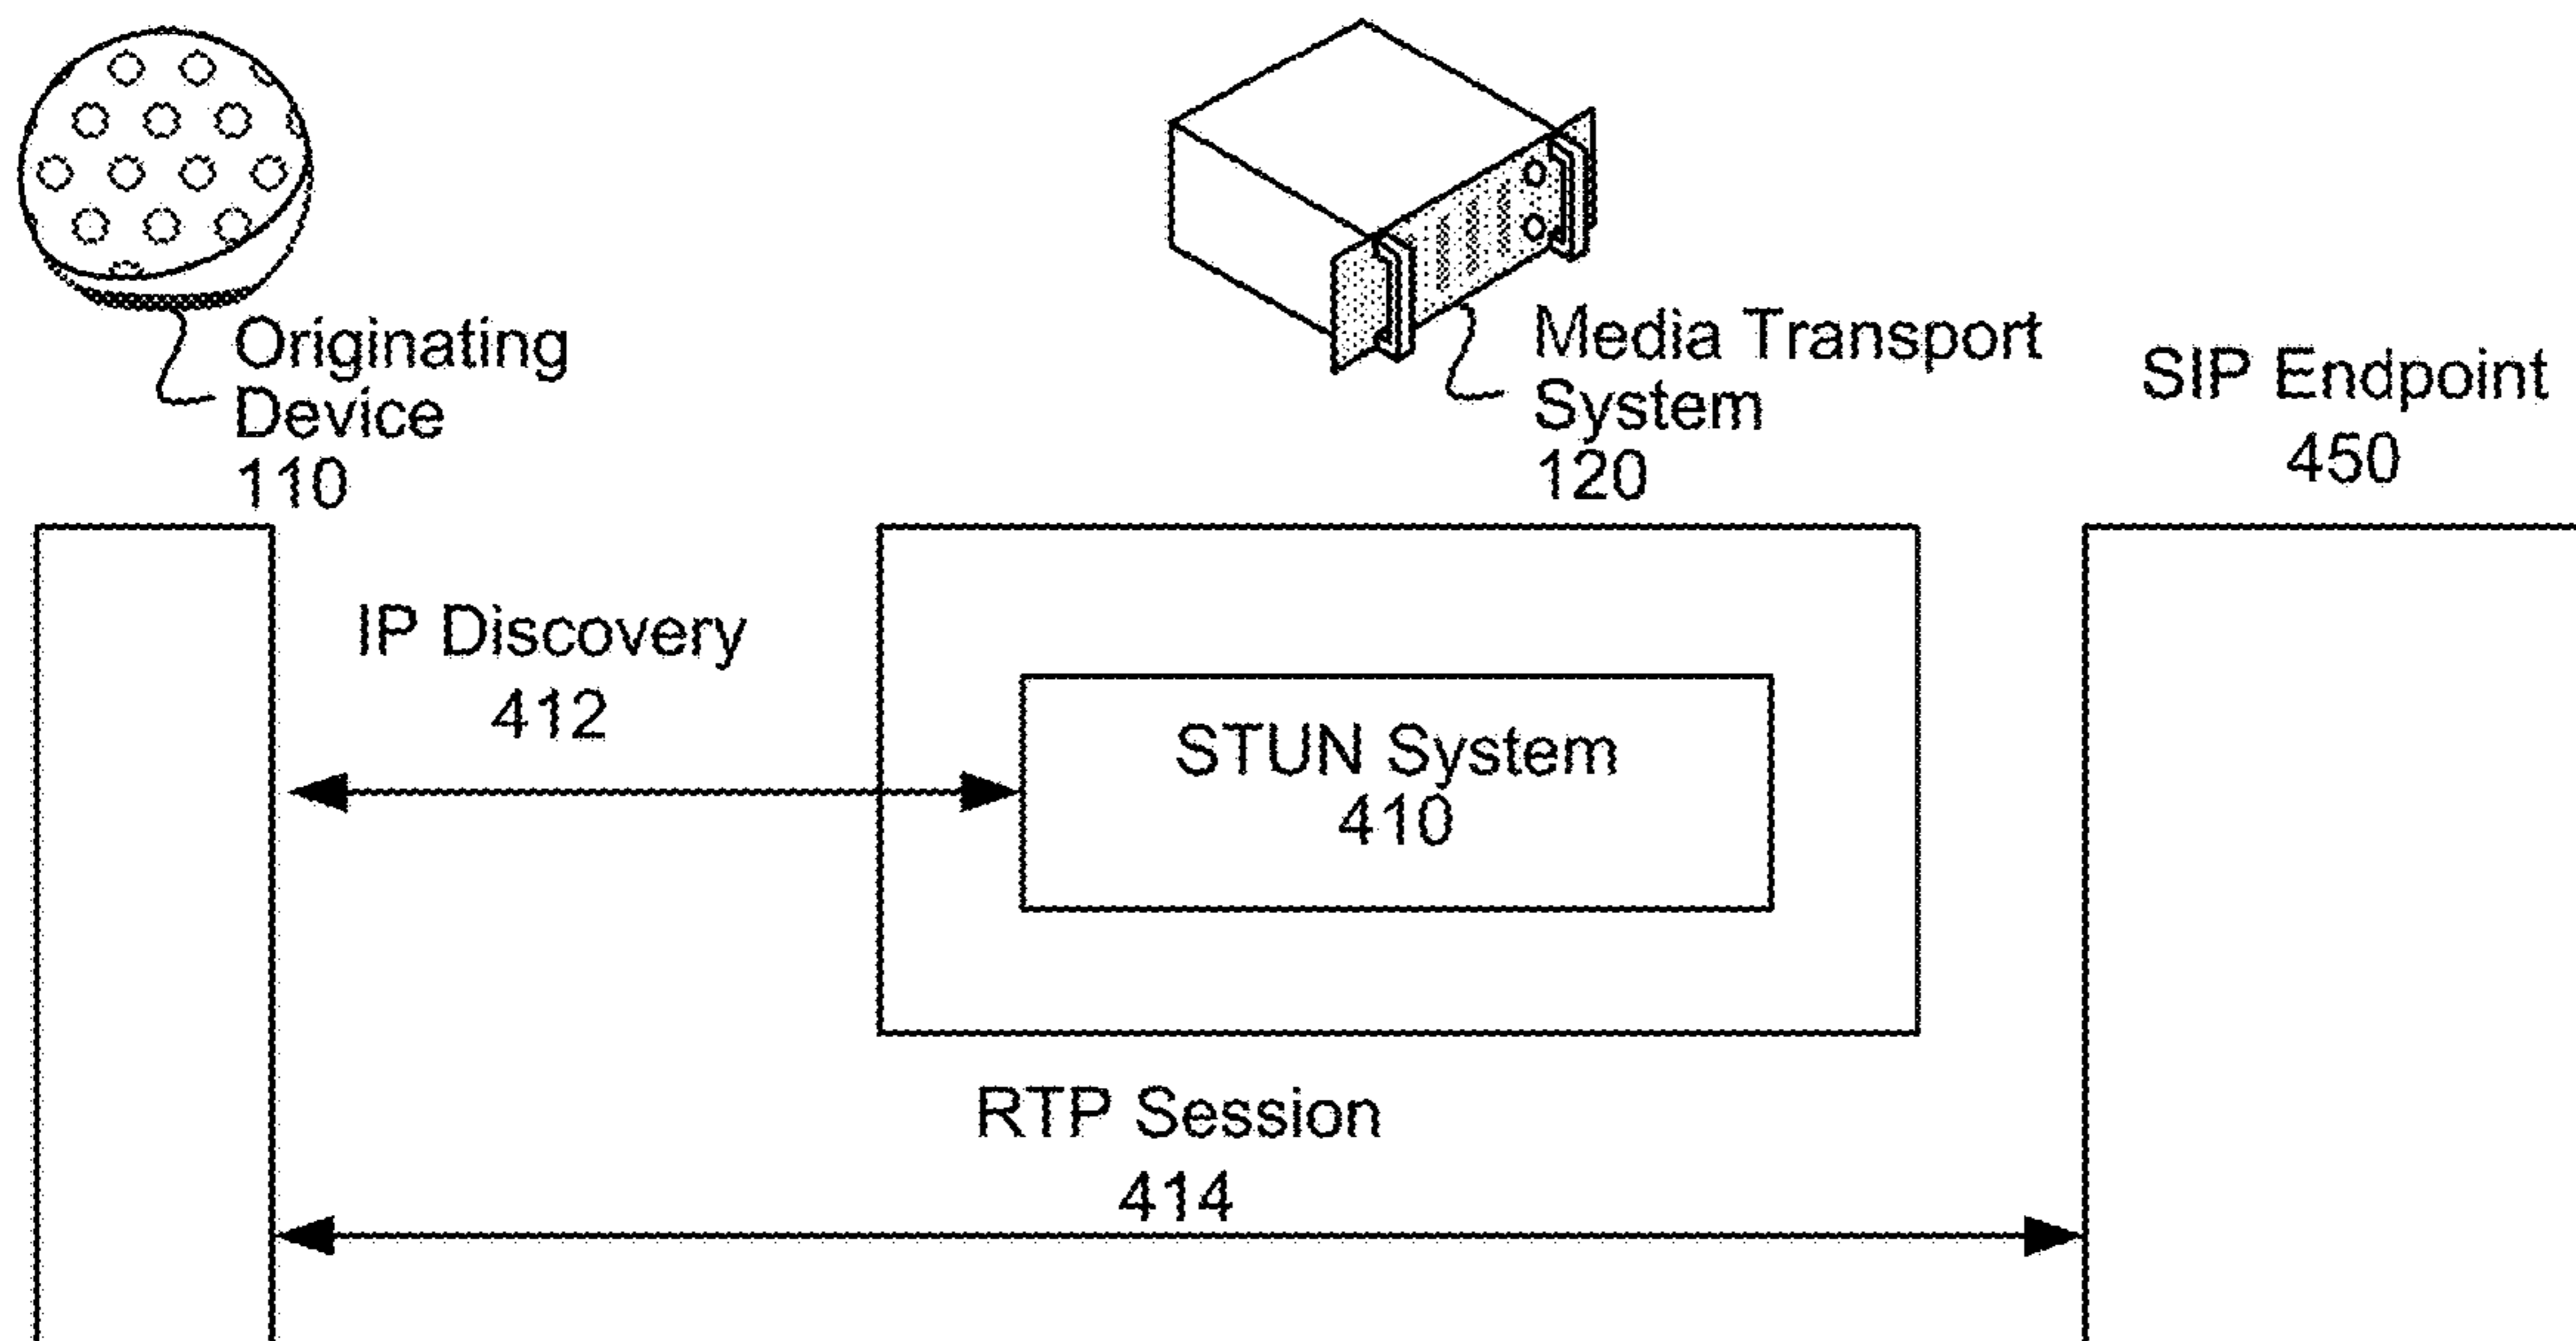 Originating
Device
110
Media Transport
System
120
SIP Endpoint
450
IP Discovery
412
STUN System
410
RTP Session
414